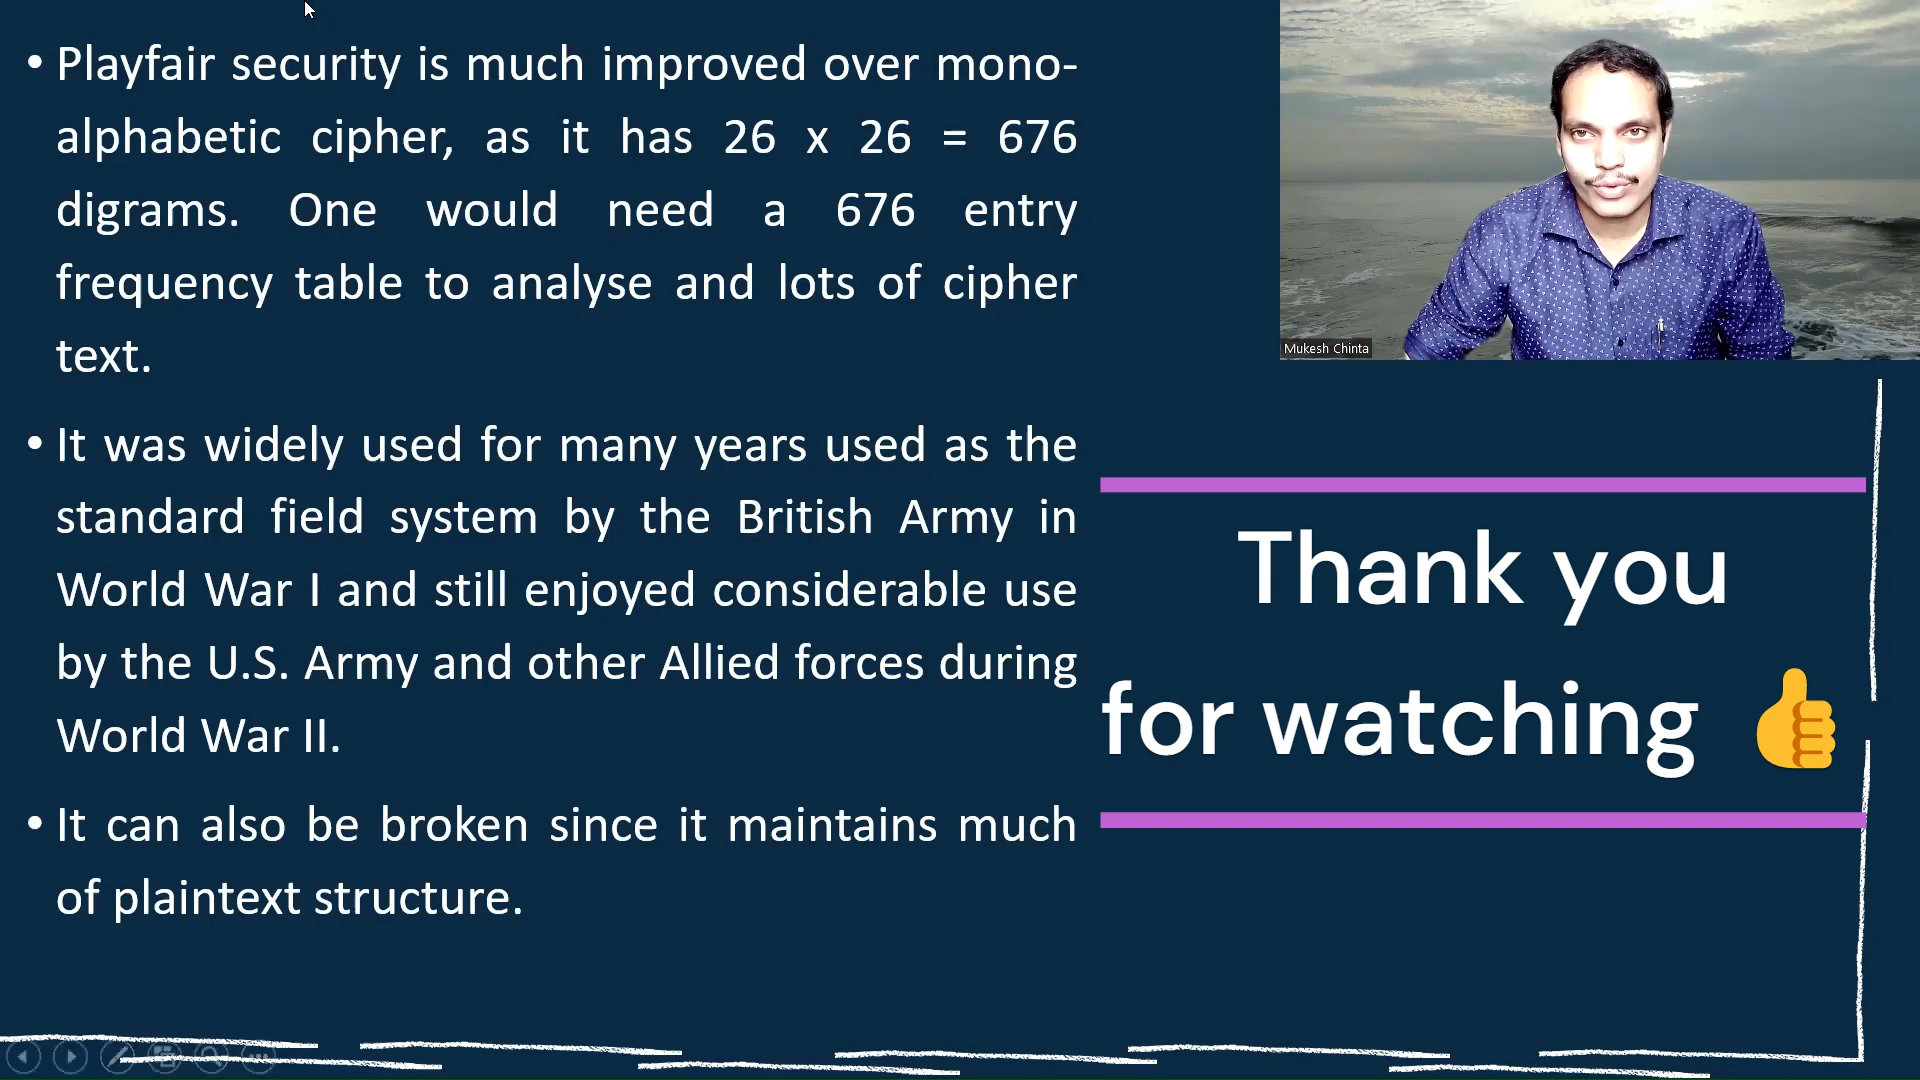 • Playfair security is much improved over mono-
alphabetic cipher, as it has 26 x 26 = 676
digrams. One would need a 676 entry
frequency table to analyse and lots of cipher
text.
• It was widely used for many years used as the
standard field system by the British Army in
World War I and still enjoyed considerable use
by the U.S. Army and other Allied forces during
World War II.
• It can also be broken since it maintains much
of plaintext structure.
Mukesh Chinta
Thank you
for watching 👍